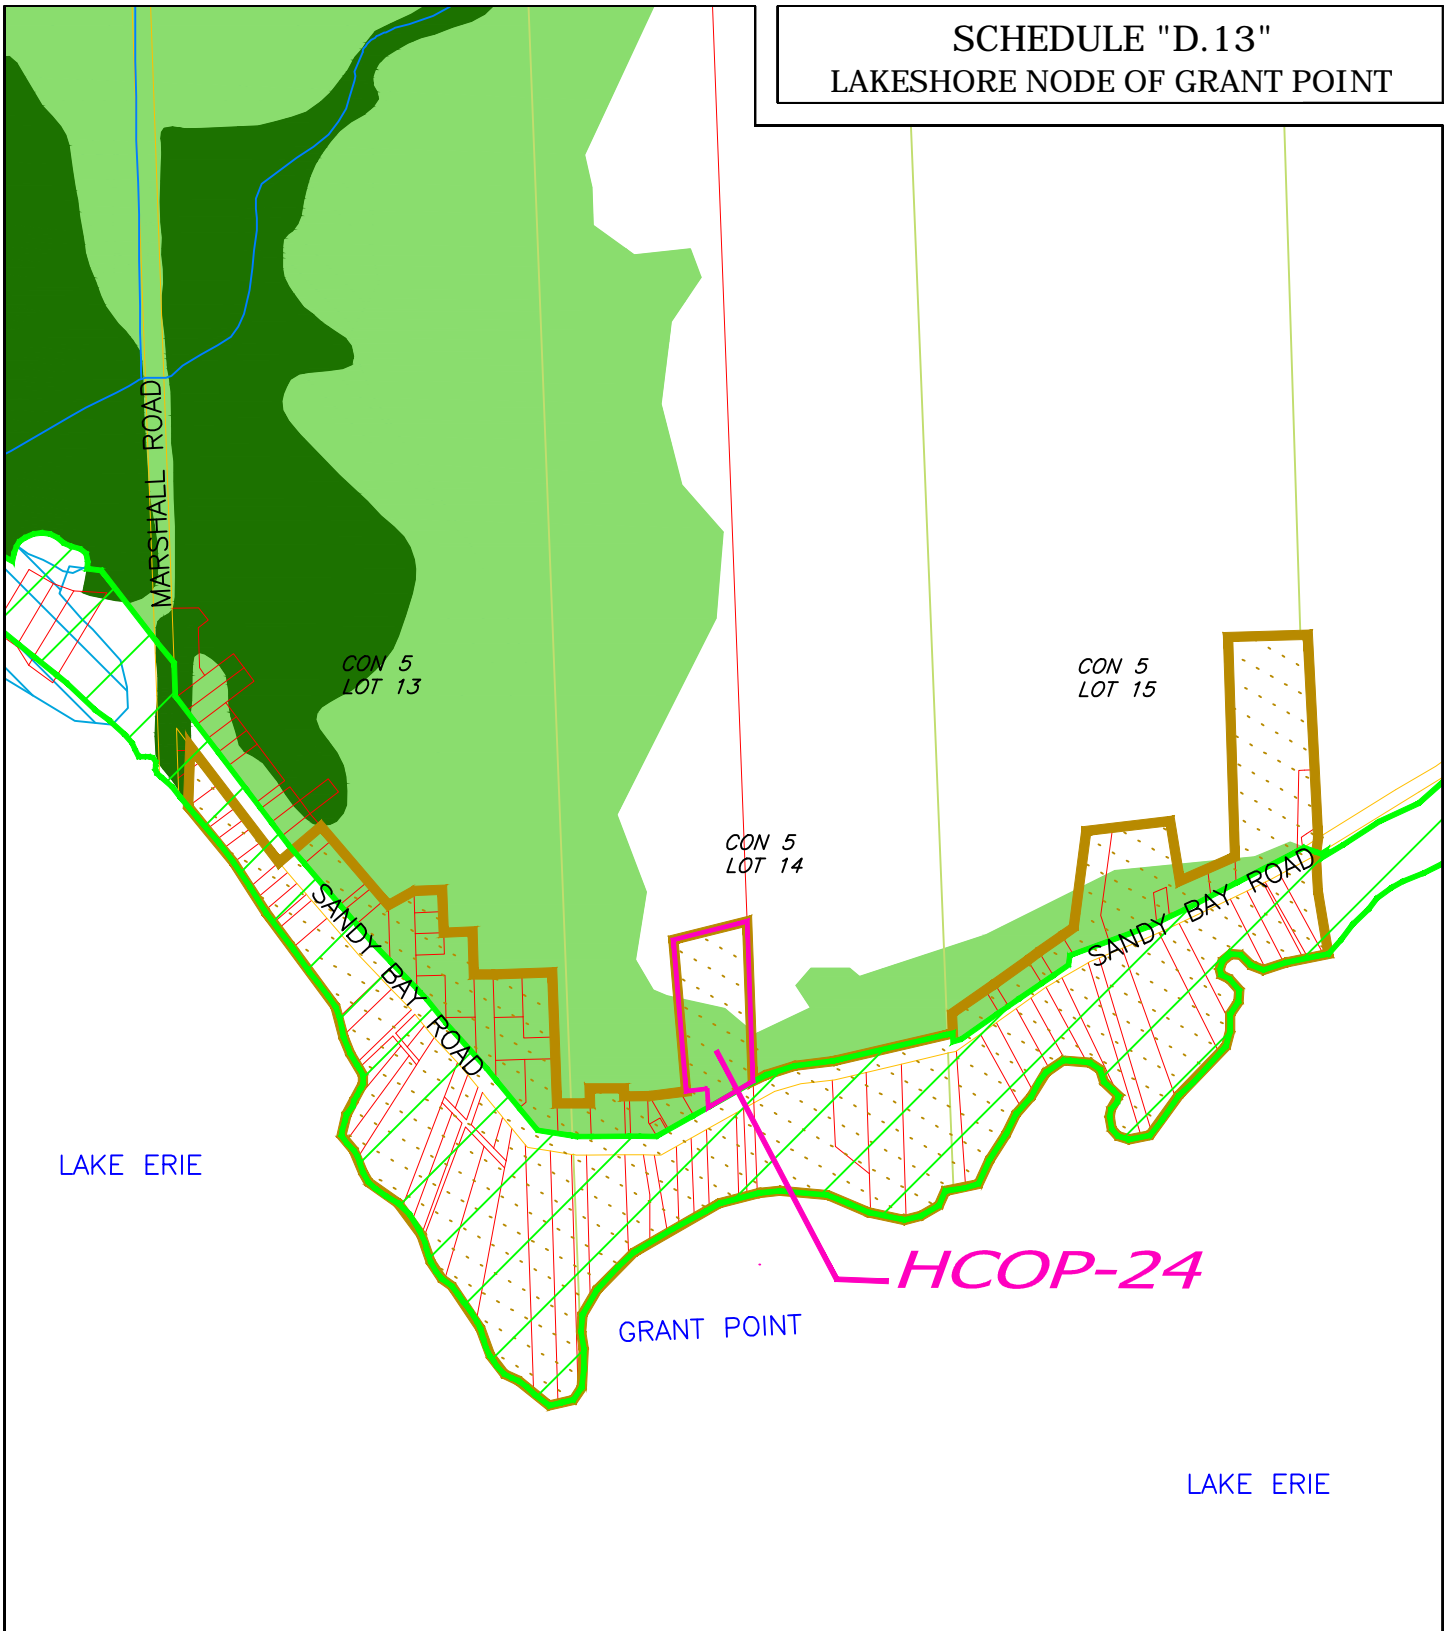 SCHEDULE "D.13"
LAKESHORE NODE OF GRANT POINT
MARSHALL ROAD
CON 5
LOT 13
CON 5
LOT 15
CON 5
LOT 14
SANDY BAY ROAD
SANDY BAY ROAD
LAKE ERIE
HCOP-24
GRANT POINT
LAKE ERIE